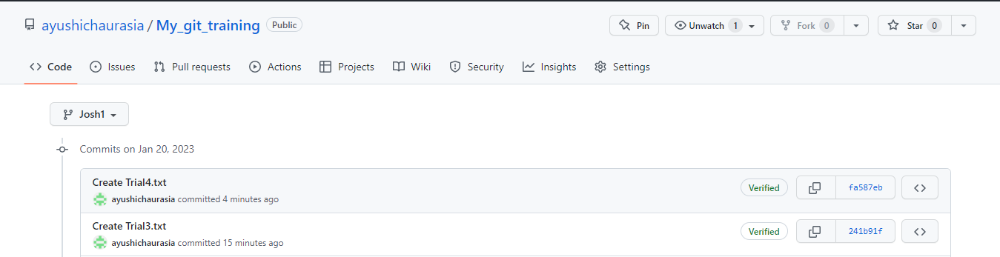 ayushichaurasia / My_git_training Public Pin Unwatch 1 Fork 0 Star 0
Code Issues Pull requests Actions Projects Wiki Security Insights Settings
Josh1
Commits on Jan 20, 2023
Create Trial4.txt
ayushichaurasia committed 4 minutes ago
Verified fa587eb
Create Trial3.txt
ayushichaurasia committed 15 minutes ago
Verified 241b91f